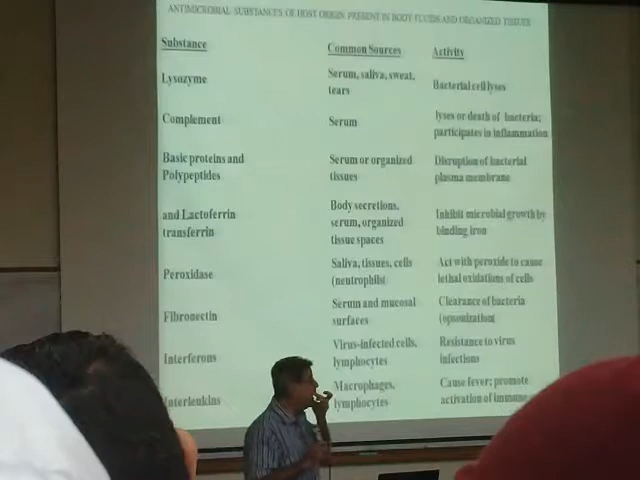 ANTIMICROBIAL SUBSTANCES OF HOST ORIGIN PRESENT IN BODY FLUIDS AND ORGANIZED TISSUES
Substance Common Sources Activity
Lysozyme Serum, saliva, sweat, Bacterial cell lyses
tears
Complement Serum lyses or death of bacteria;
participates in inflammation
Basic proteins and Serum or organized Disruption of bacterial
Polypeptides tissues plasma membrane
Body secretions,
and Lactoferrin serum, organized Inhibit microbial growth by
transferrin tissue spaces binding iron
Peroxidase Saliva, tissues, cells Act with peroxide to cause
(neutrophilst lethal oxidations of cells
Fibronectin Serum and mucosal Clearance of bacteria
surfaces (opsonization(
Interferons Virus-infected cells, Resistance to virus
lymphocytes infections
Interleukins Macrophages, Cause fever; promote
lymphocytes activation of immune